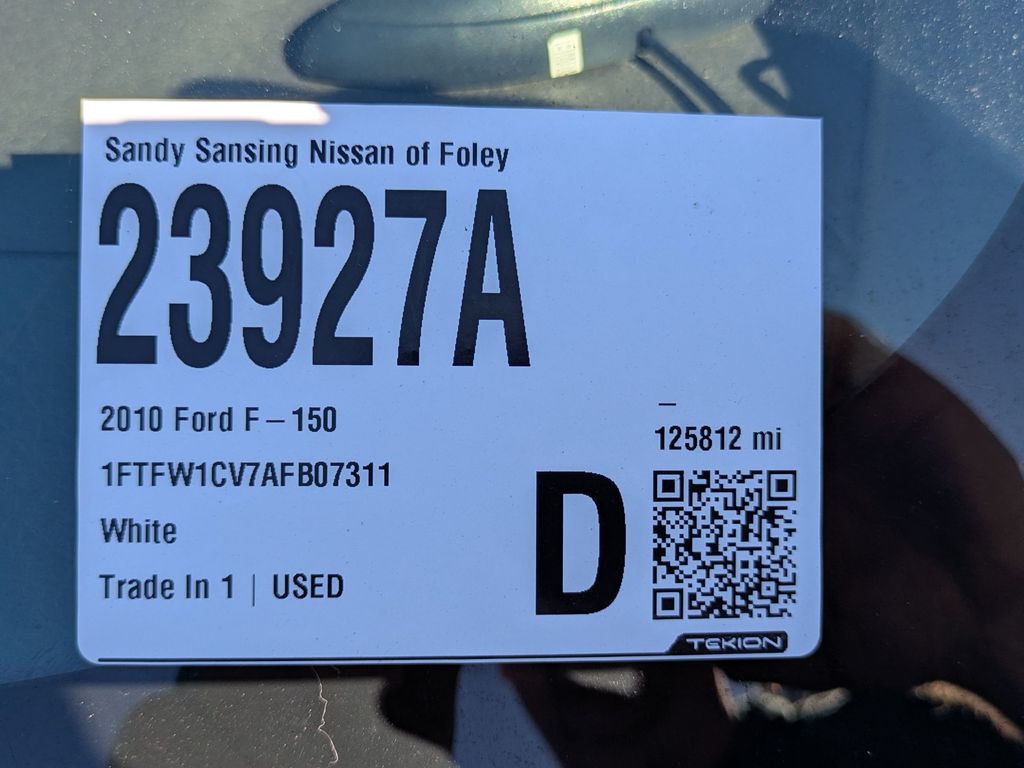 Sandy Sansing Nissan of Foley
23927A
2010 Ford F-150
1FTFW1CV7AFB07311
White
Trade In 1 | USED
–
125812 mi
D
TEKION